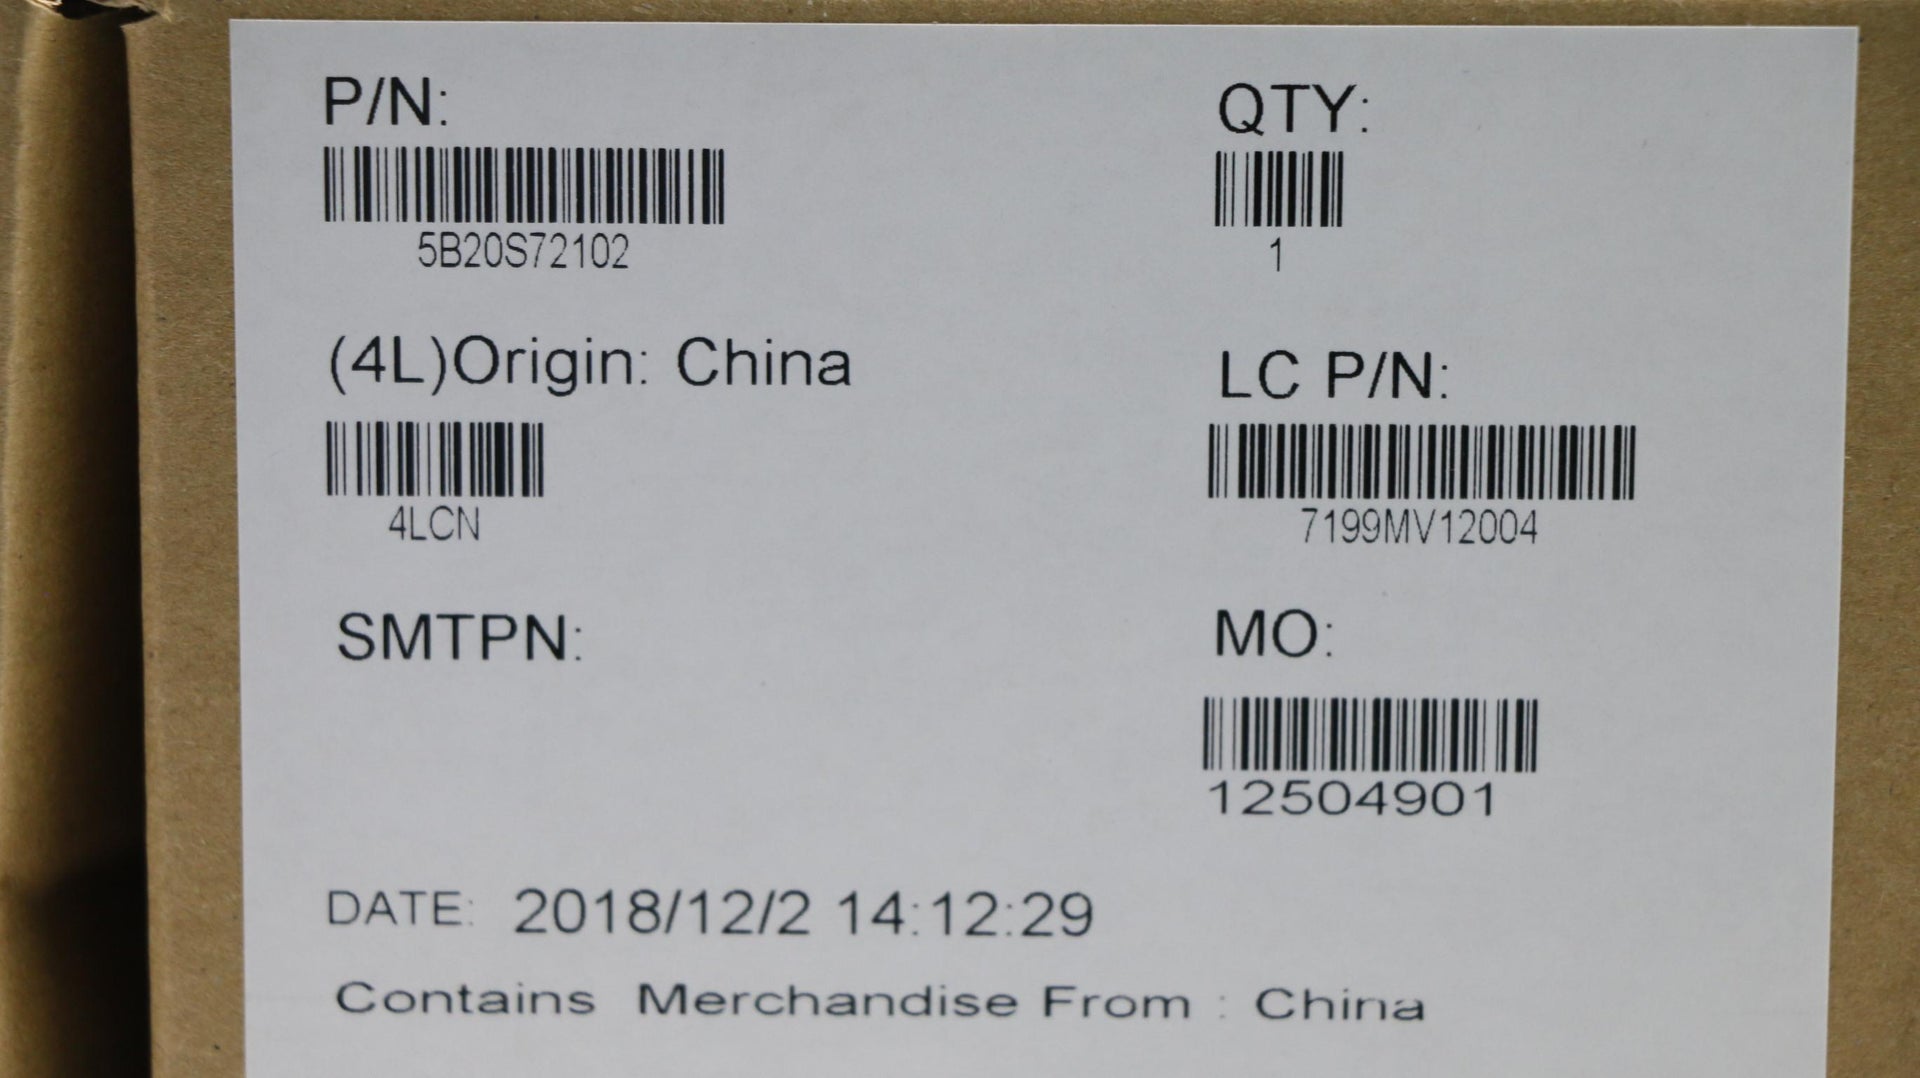 P/N:
5B20S72102
QTY:
1
(4L)Origin: China
4LCN
LC P/N:
7199MV12004
SMTPN:
MO:
12504901
DATE: 2018/12/2 14:12:29
Contains Merchandise From : China